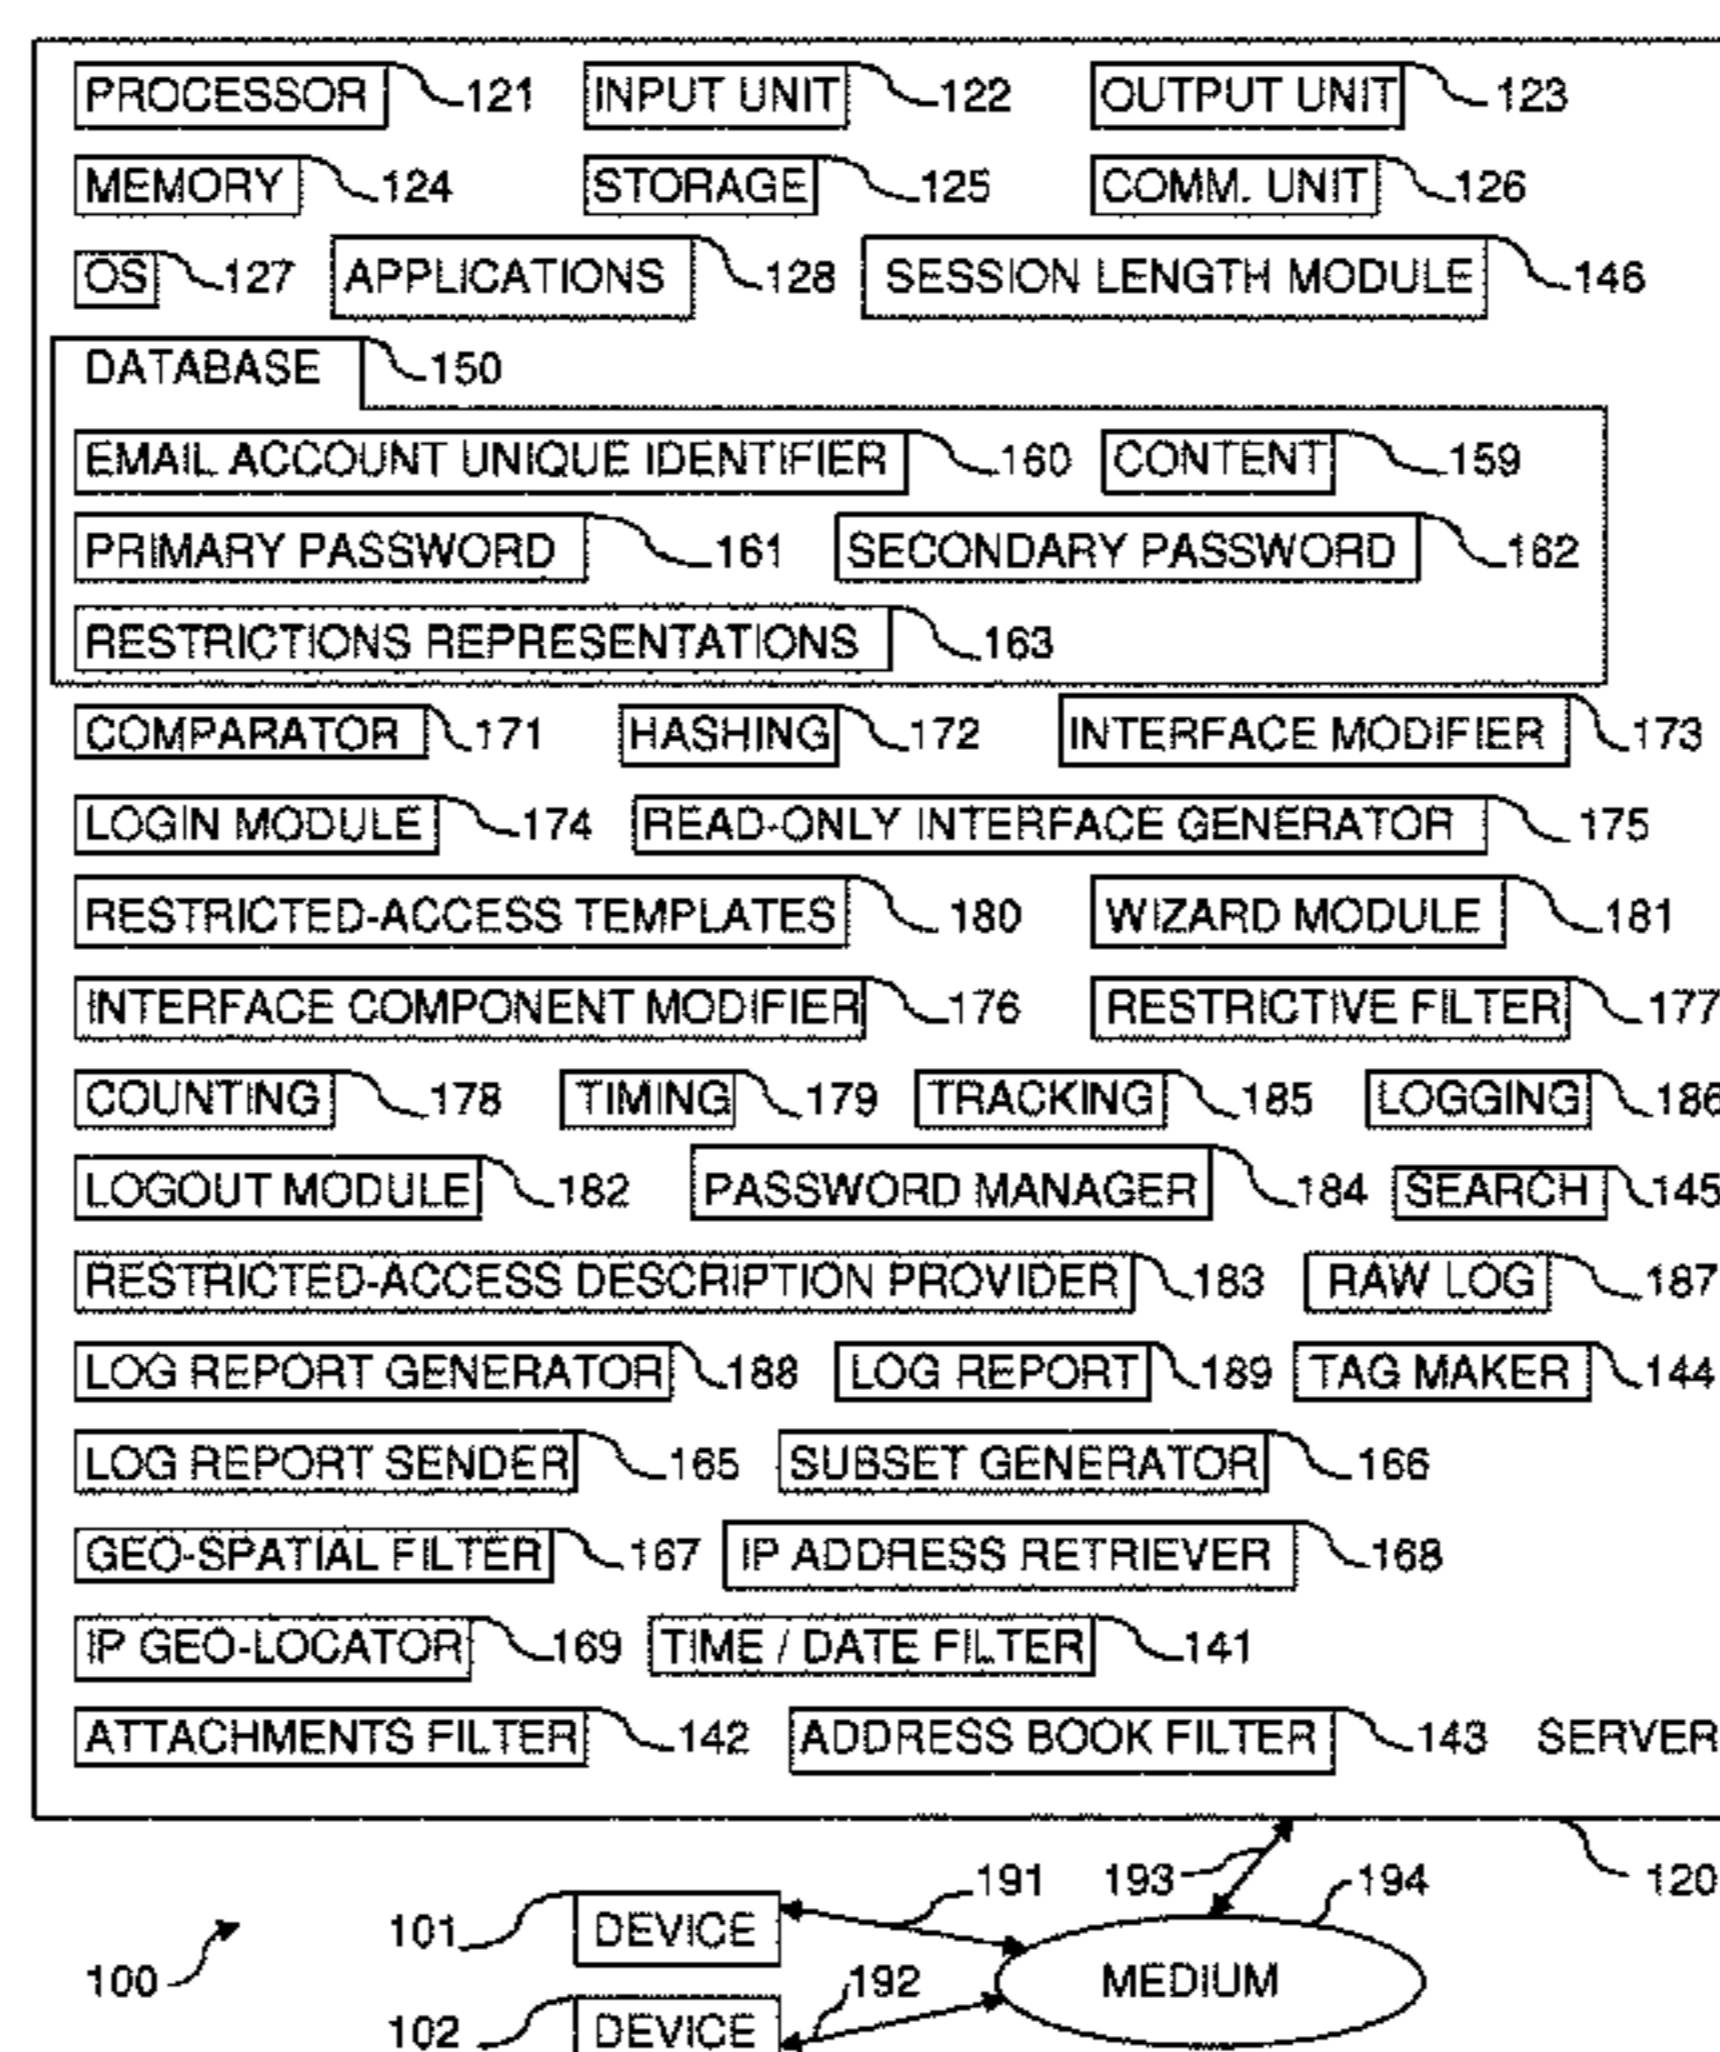 PROCESSOR 121 INPUT UNIT 122 OUTPUT UNIT 123
MEMORY 124 STORAGE 125 COMM. UNIT 126
OS 127 APPLICATIONS 128 SESSION LENGTH MODULE 146
DATABASE 150
EMAIL ACCOUNT UNIQUE IDENTIFIER 160 CONTENT 159
PRIMARY PASSWORD 161 SECONDARY PASSWORD 162
RESTRICTIONS REPRESENTATIONS 163
COMPARATOR 171 HASHING 172 INTERFACE MODIFIER 173
LOGIN MODULE 174 READ-ONLY INTERFACE GENERATOR 175
RESTRICTED-ACCESS TEMPLATES 180 WIZARD MODULE 181
INTERFACE COMPONENT MODIFIER 176 RESTRICTIVE FILTER 177
COUNTING 178 TIMING 179 TRACKING 185 LOGGING 186
LOGOUT MODULE 182 PASSWORD MANAGER 184 SEARCH 145
RESTRICTED-ACCESS DESCRIPTION PROVIDER 183 RAW LOG 187
LOG REPORT GENERATOR 188 LOG REPORT 189 TAG MAKER 144
LOG REPORT SENDER 165 SUBSET GENERATOR 166
GEO-SPATIAL FILTER 167 IP ADDRESS RETRIEVER 168
IP GEO-LOCATOR 169 TIME / DATE FILTER 141
ATTACHMENTS FILTER 142 ADDRESS BOOK FILTER 143 SERVER
191 193 194 120
101 DEVICE
100 192 MEDIUM
102 DEVICE